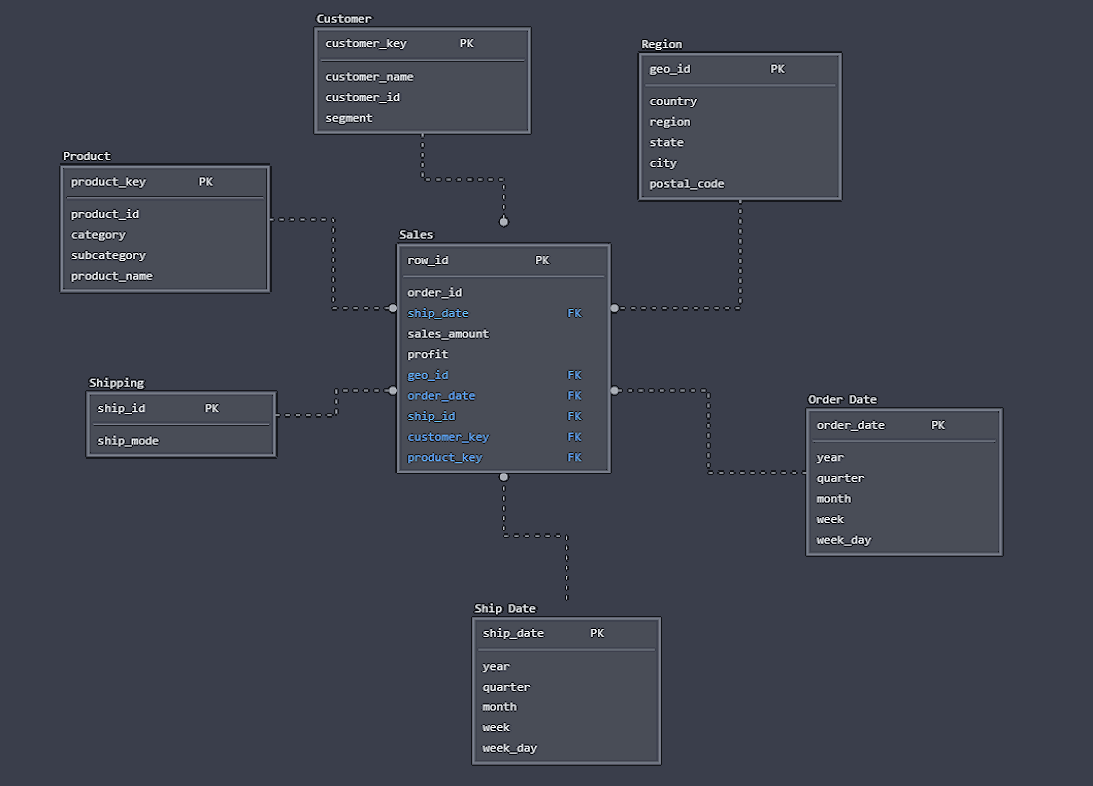 Customer
customer_key PK
customer_name
customer_id
segment
Region
geo_id PK
country
region
state
city
postal_code
Product
product_key PK
product_id
category
subcategory
product_name
Sales
row_id PK
order_id
ship_date FK
sales_amount
profit
geo_id FK
order_date FK
ship_id FK
customer_key FK
product_key FK
Shipping
ship_id PK
ship_mode
Order Date
order_date PK
year
quarter
month
week
week_day
Ship Date
ship_date PK
year
quarter
month
week
week_day